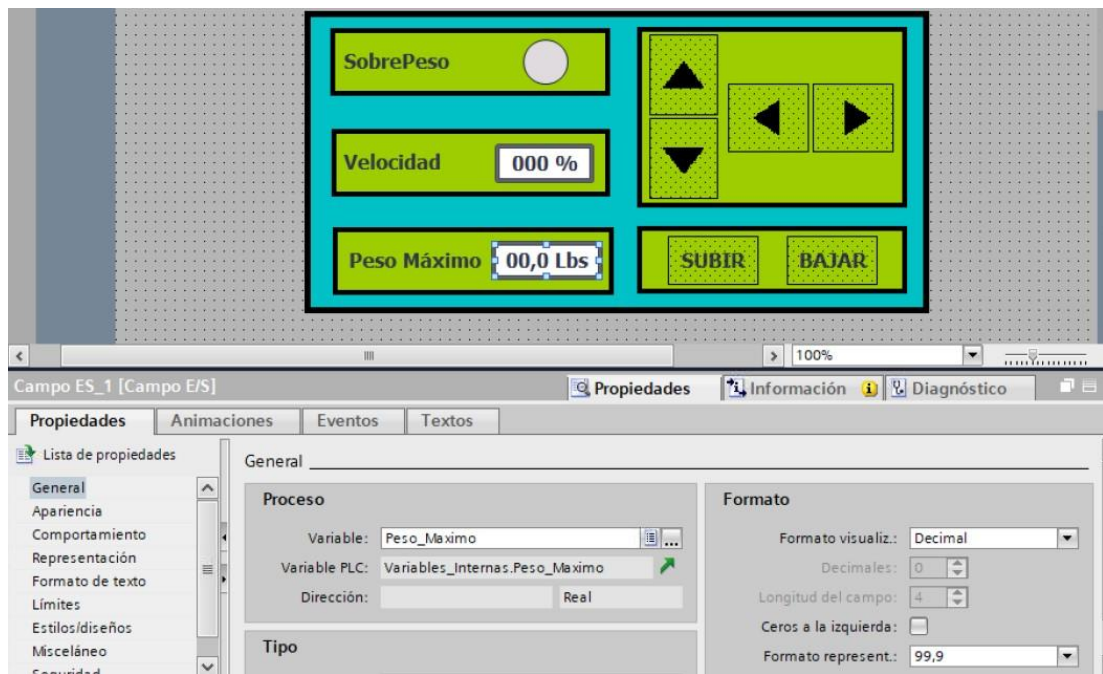 SobrePeso
Velocidad 000 %
Peso Máximo 00,0 Lbs
SUBIR BAJAR
100%
Campo ES_1 [Campo E/S]
Propiedades Información Diagnóstico
Propiedades Animaciones Eventos Textos
Lista de propiedades
General
Apariencia
Comportamiento
Representación
Formato de texto
Límites
Estilos/diseños
Misceláneo
Seguridad
General
Proceso
Variable: Peso_Maximo
Variable PLC: Variables_Internas.Peso_Maximo
Dirección: Real
Tipo
Formato
Formato visualiz.: Decimal
Decimales: 0
Longitud del campo: 4
Ceros a la izquierda:
Formato represent.: 99,9